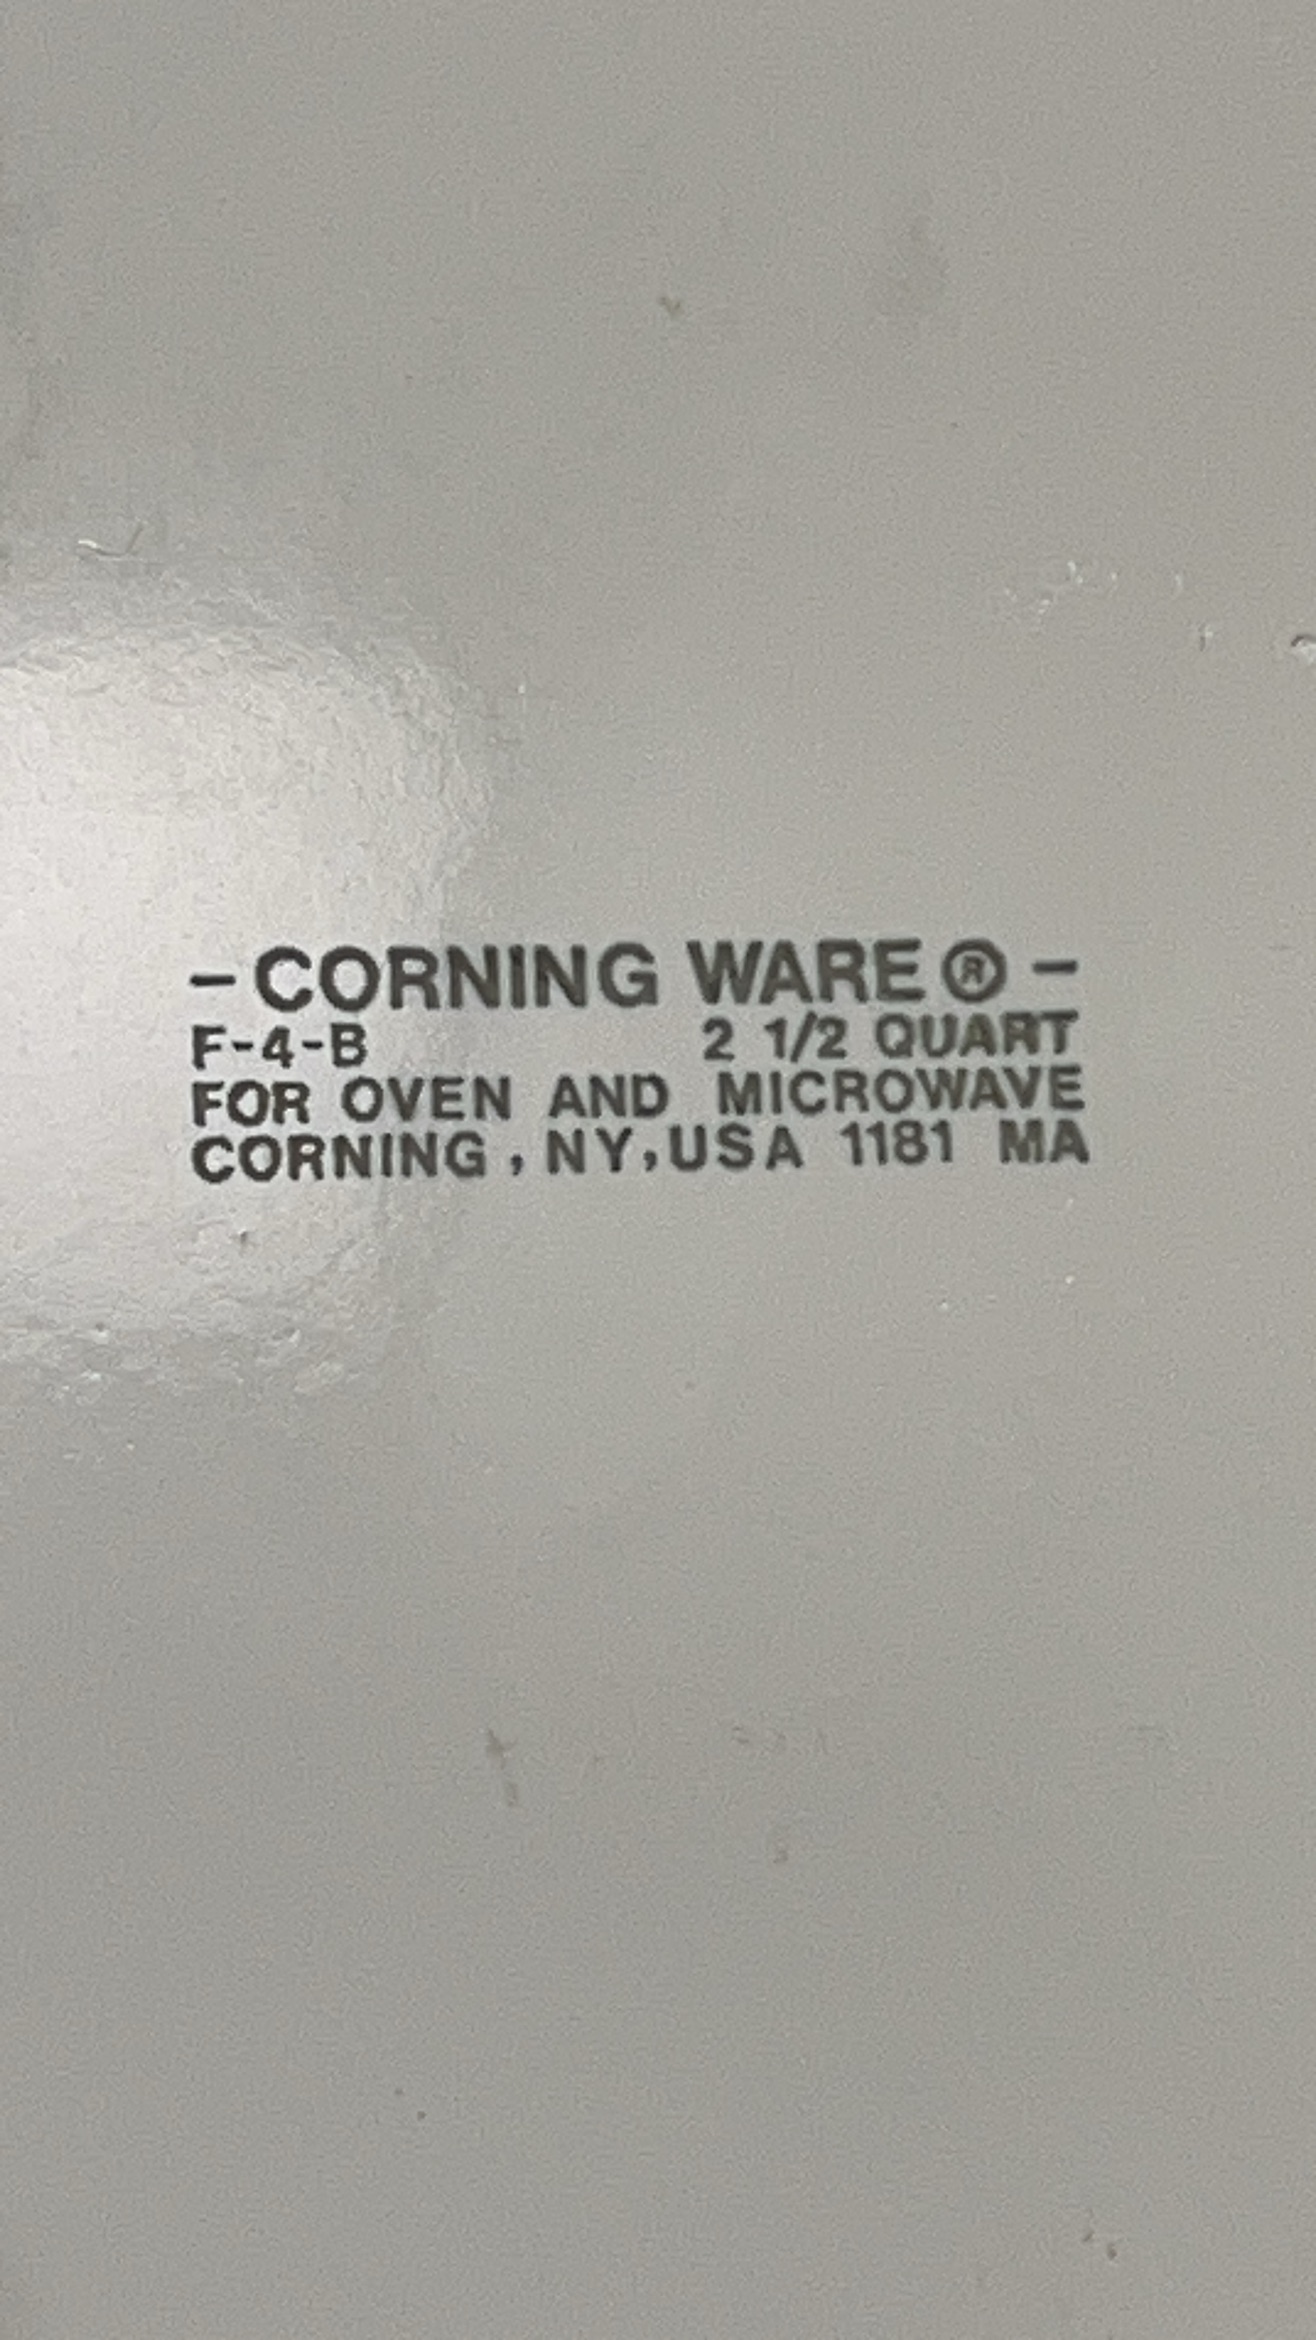 -CORNING WARE®-
F-4-B 2 1/2 QUART
FOR OVEN AND MICROWAVE
CORNING, NY, USA 1181 MA